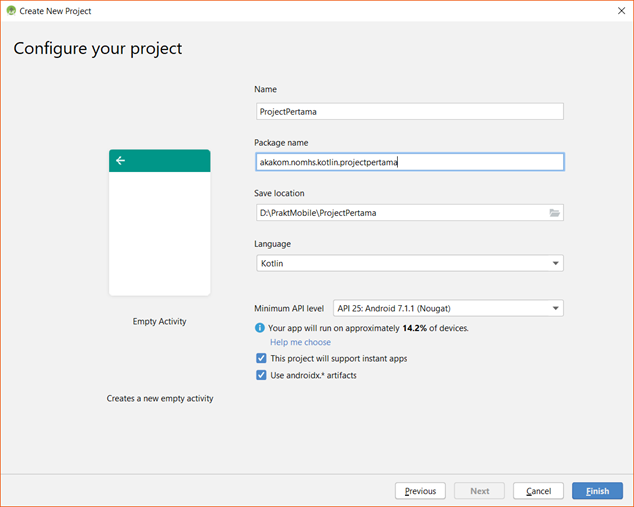 Create New Project
Configure your project
Name
ProjectPertama
Package name
akakom.nomhs.kotlin.projectpertama
Save location
D:\PraktMobile\ProjectPertama
Language
Kotlin
Minimum API level API 25: Android 7.1.1 (Nougat)
Your app will run on approximately 14.2% of devices.
Help me choose
This project will support instant apps
Use androidx.* artifacts
Empty Activity
Creates a new empty activity
Previous Next Cancel Finish